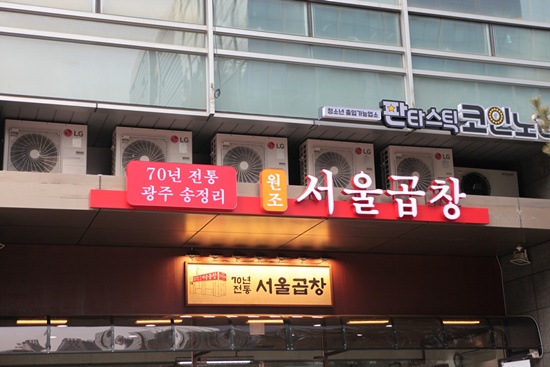 청소년 출입가능업소
판타스틱 코인노
LG
LG
LG
LG
LG
70년 전통
광주 송정리
원조
서울곱창
70년
전통
서울곱창